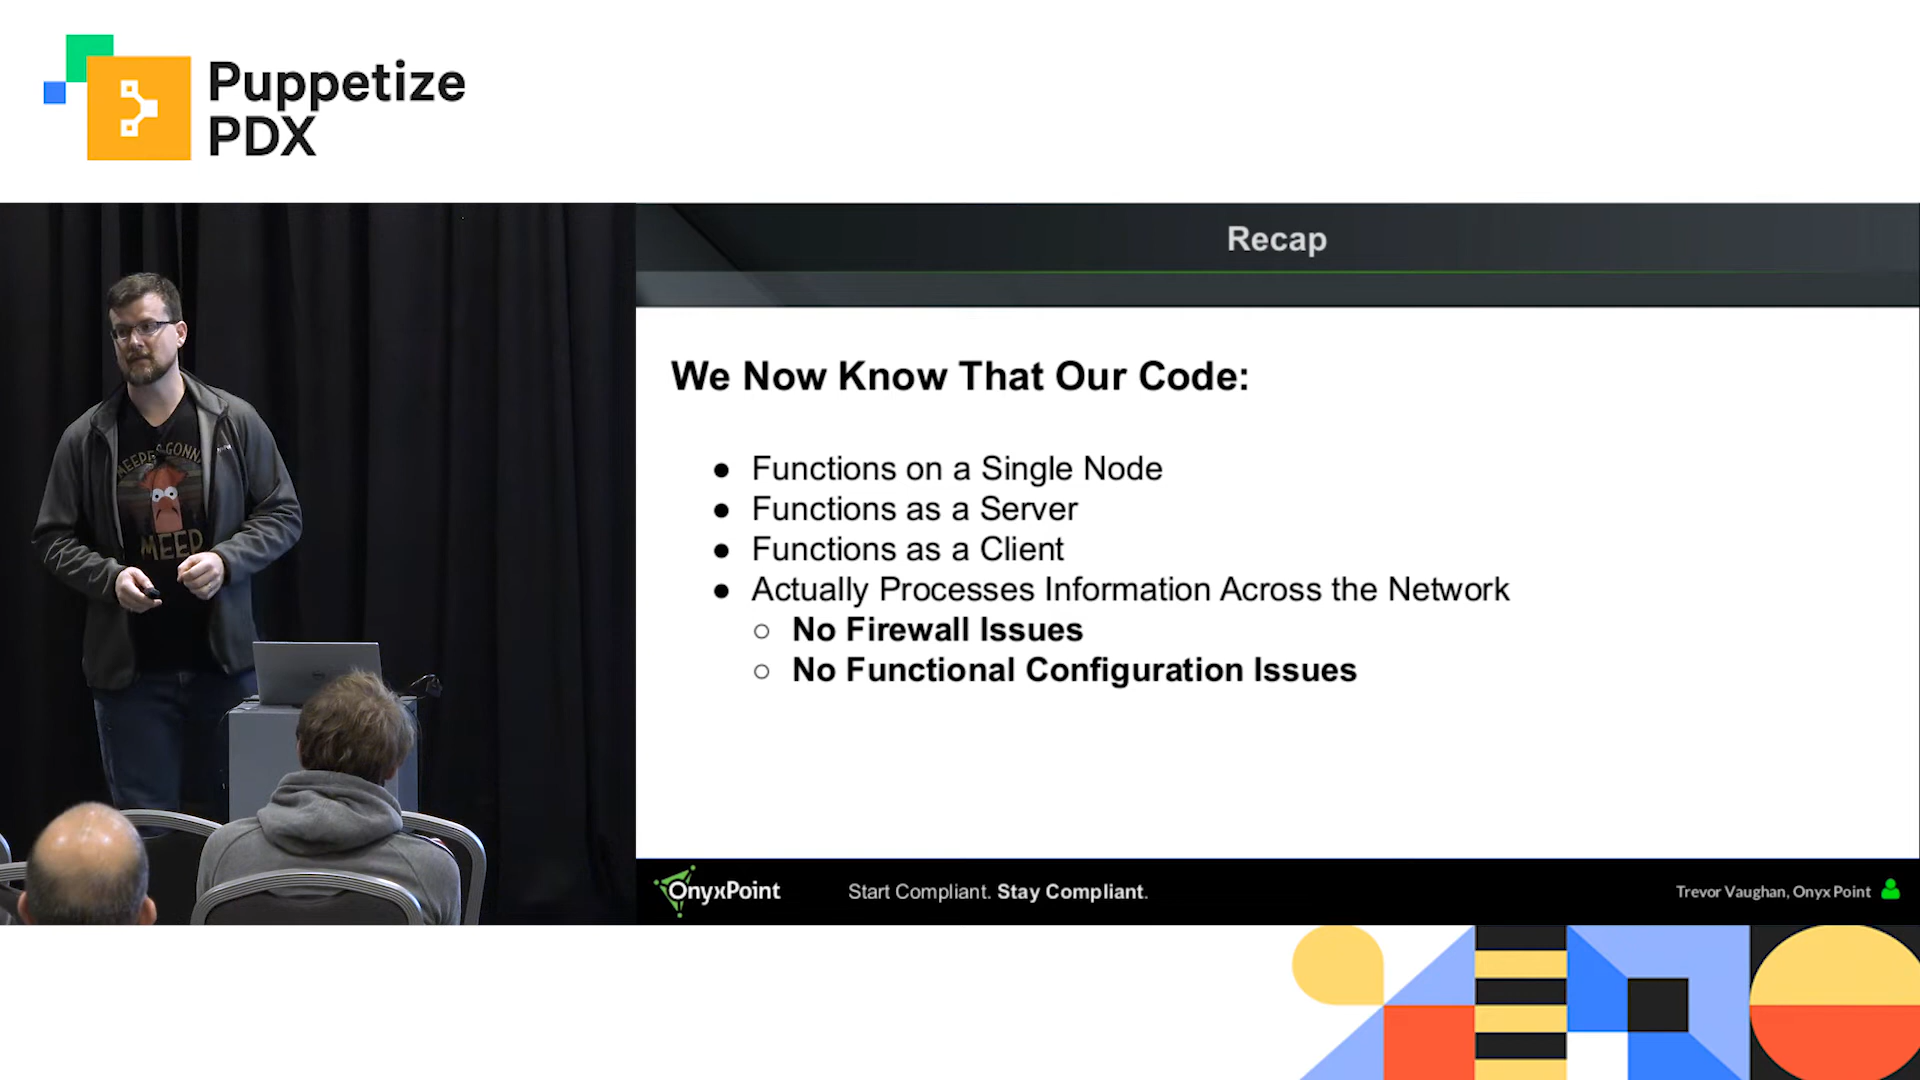 Puppetize
PDX
Recap
We Now Know That Our Code:
● Functions on a Single Node
● Functions as a Server
● Functions as a Client
● Actually Processes Information Across the Network
○ No Firewall Issues
○ No Functional Configuration Issues
MEEP
OnyxPoint
Start Compliant. Stay Compliant.
Trevor Vaughan, Onyx Point